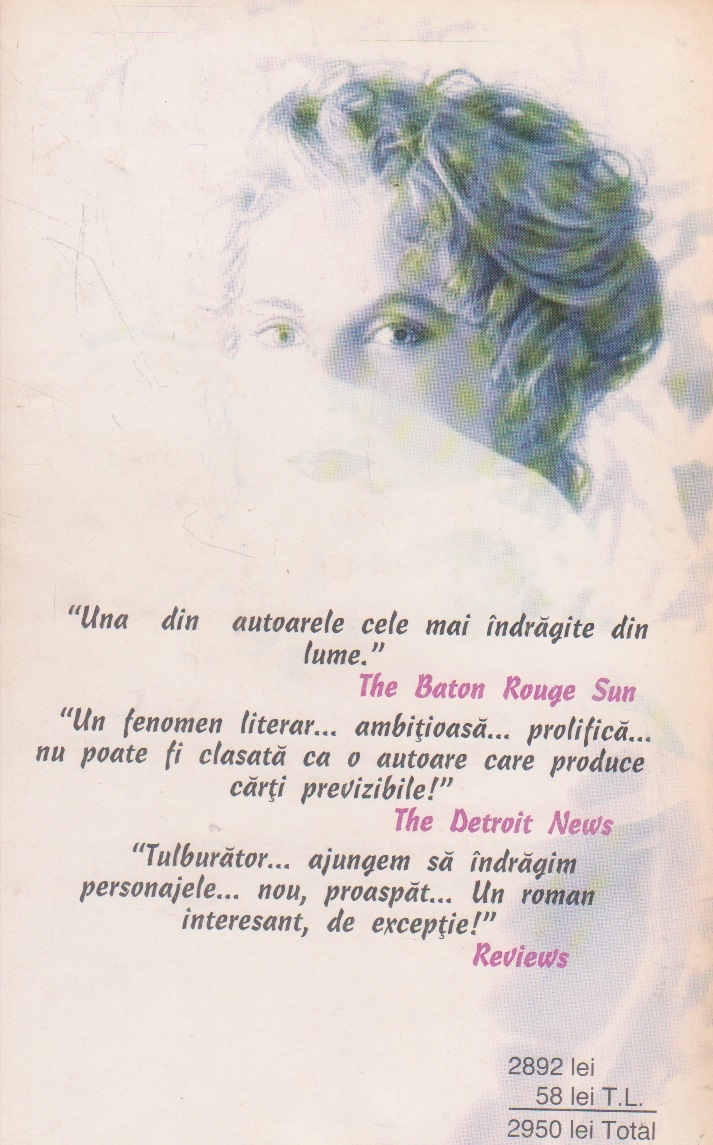 “Una din autoarele cele mai îndrăgite din
lume.”
The Baton Rouge Sun
“Un fenomen literar... ambiţioasă... prolifică...
nu poate fi clasată ca o autoare care produce
cărţi previzibile!”
The Detroit News
“Tulburător... ajungem să îndrăgim
personajele... nou, proaspăt... Un roman
interesant, de excepţie!”
Reviews
2892 lei
58 lei T.L.
2950 lei Total